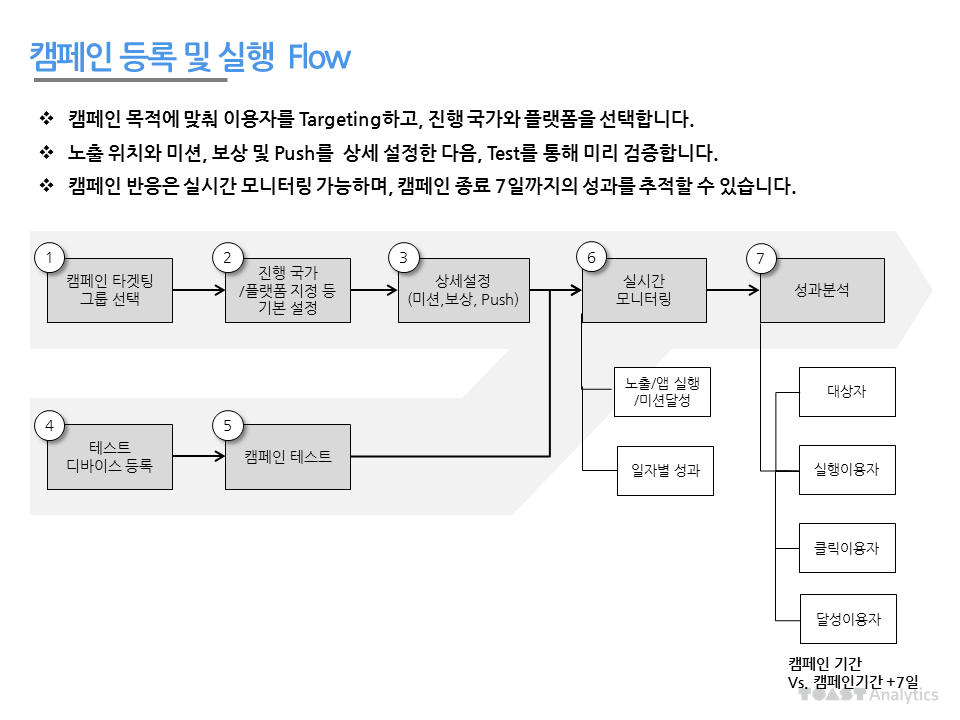 캠페인 등록 및 실행 Flow
❖ 캠페인 목적에 맞춰 이용자를 Targeting하고, 진행 국가와 플랫폼을 선택합니다.
❖ 노출 위치와 미션, 보상 및 Push를 상세 설정한 다음, Test를 통해 미리 검증합니다.
❖ 캠페인 반응은 실시간 모니터링 가능하며, 캠페인 종료 7일까지의 성과를 추적할 수 있습니다.
1
캠페인 타겟팅
그룹 선택
2
진행 국가
/플랫폼 지정 등
기본 설정
3
상세설정
(미션,보상, Push)
6
실시간
모니터링
7
성과분석
노출/앱 실행
/미션달성
일자별 성과
대상자
실행이용자
클릭이용자
달성이용자
4
테스트
디바이스 등록
5
캠페인 테스트
캠페인 기간
Vs. 캠페인기간 +7일
TOAST Analytics